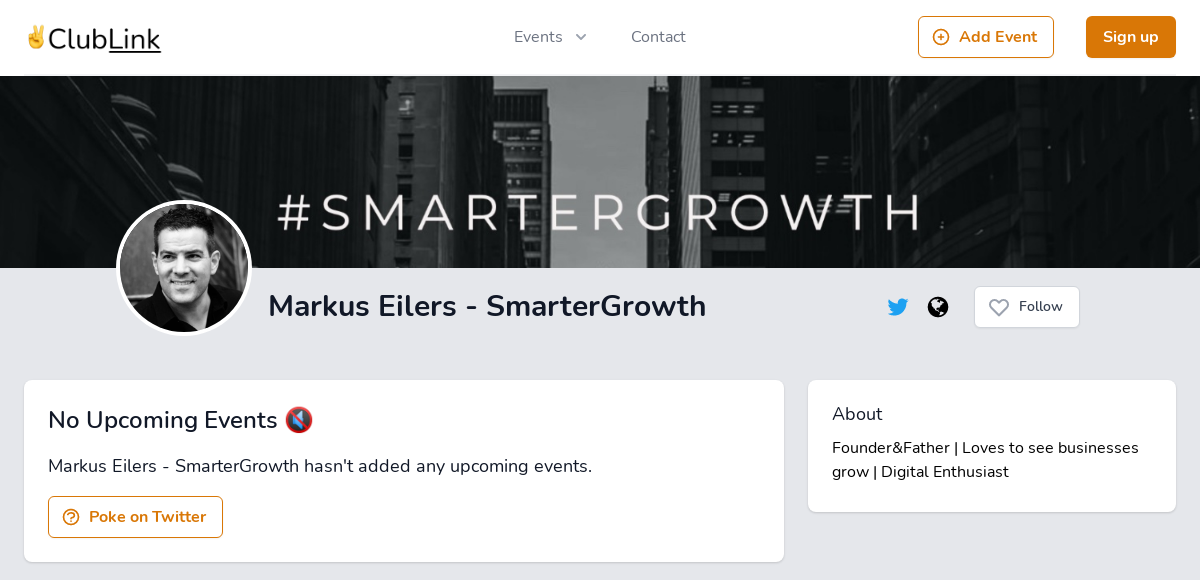 ✌️ClubLink
Events
Contact
Add Event
Sign up
#SMARTERGROWTH
Markus Eilers - SmarterGrowth
Follow
No Upcoming Events 🔇
Markus Eilers - SmarterGrowth hasn't added any upcoming events.
Poke on Twitter
About
Founder&Father | Loves to see businesses
grow | Digital Enthusiast